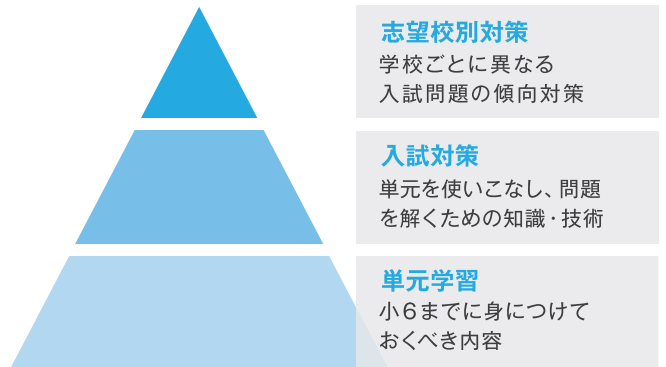 志望校別対策
学校ごとに異なる
入試問題の傾向対策
入試対策
単元を使いこなし、問題
を解くための知識・技術
単元学習
小６までに身につけて
おくべき内容